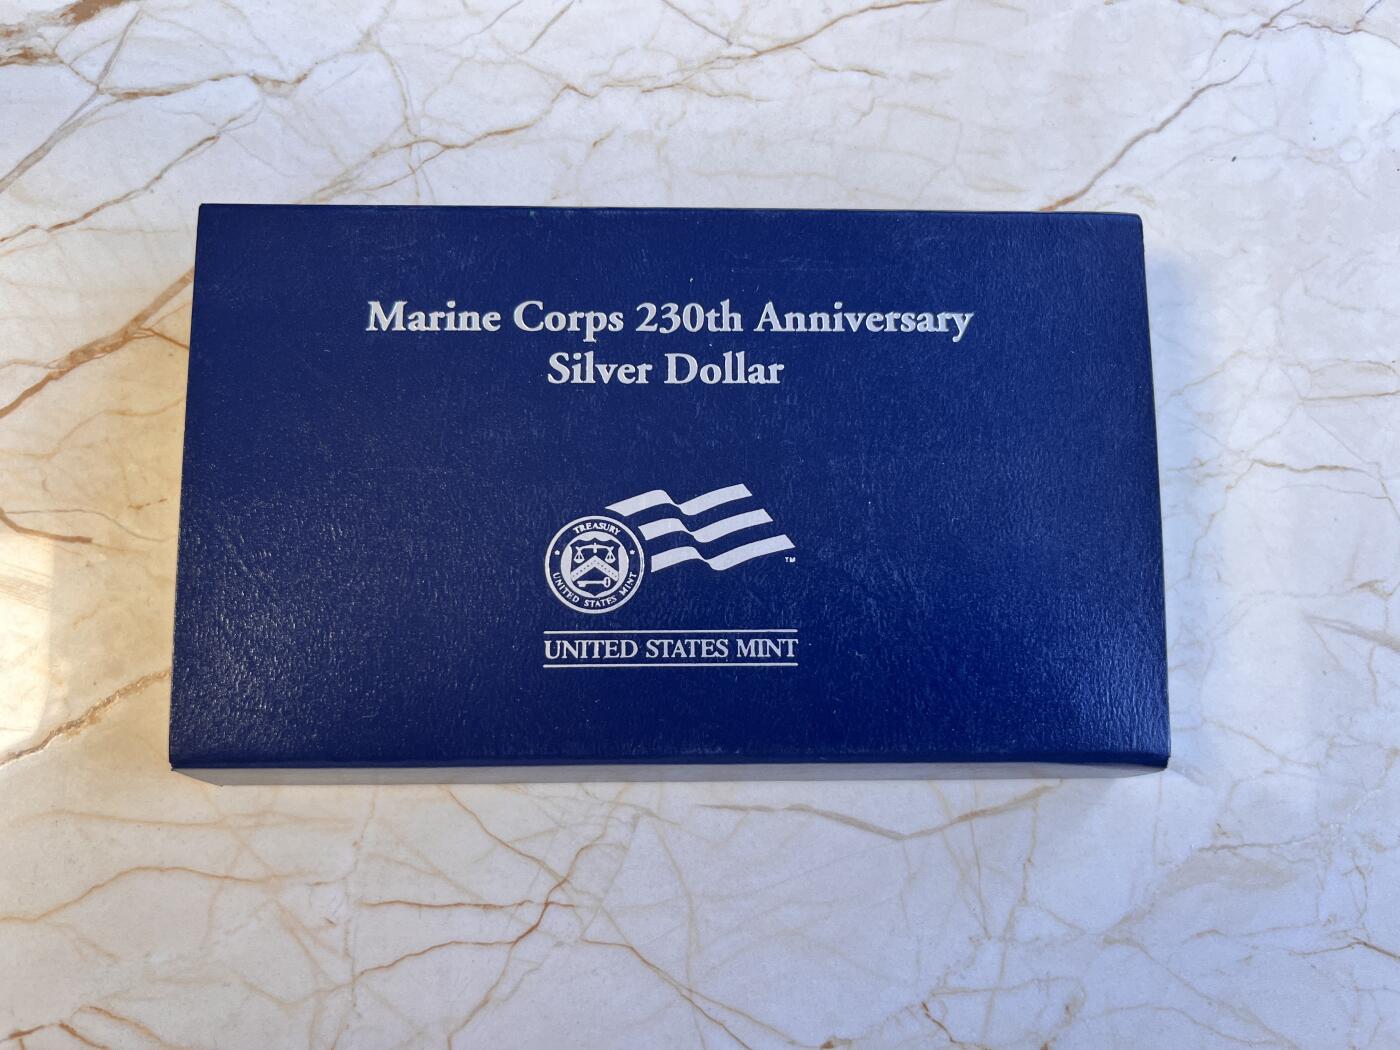 Marine Corps 230th Anniversary
Silver Dollar
TREASURY
UNITED STATES MINT
TM
UNITED STATES MINT